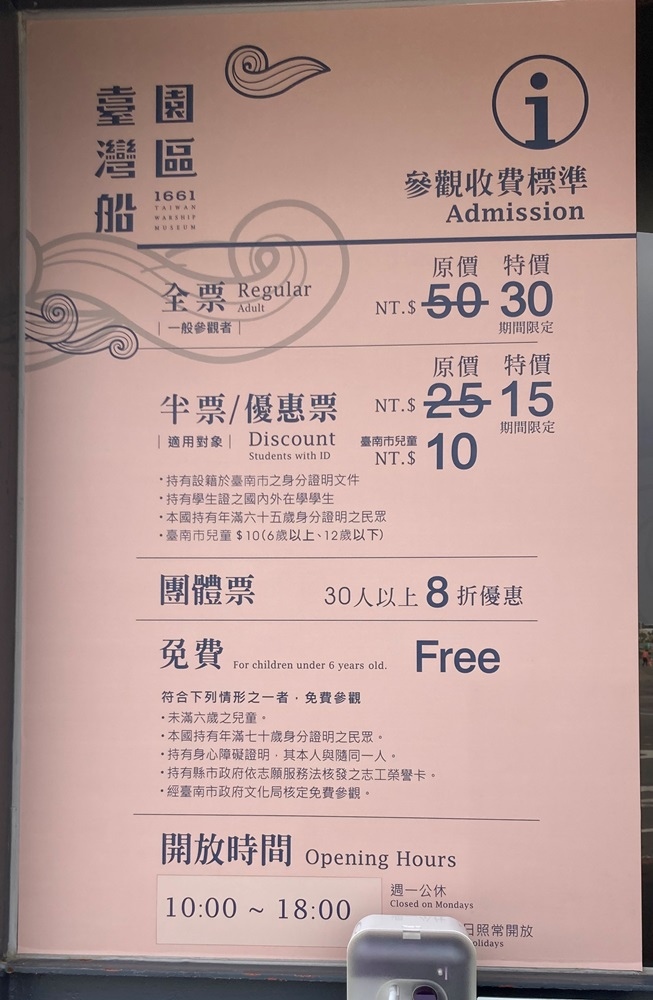 臺灣船
園區
1661
TAIWAN
WARSHIP
MUSEUM
參觀收費標準
Admission
原價 特價
全票 Regular
Adult
NT.$ 50 30
|一般參觀者|
期間限定
原價 特價
半票/優惠票
NT.$ 25 15
期間限定
|適用對象| Discount
Students with ID
臺南市兒童
NT.$ 10
・持有設籍於臺南市之身分證明文件
・持有學生證之國內外在學學生
・本國持有年滿六十五歲身分證明之民眾
・臺南市兒童 $10(6歲以上、12歲以下)
團體票 30人以上 8 折優惠
免費 For children under 6 years old. Free
符合下列情形之一者，免費參觀
・未滿六歲之兒童。
・本國持有年滿七十歲身分證明之民眾。
・持有身心障礙證明，其本人與隨同一人。
・持有縣市政府依志願服務法核發之志工榮譽卡。
・經臺南市政府文化局核定免費參觀。
開放時間 Opening Hours
10:00 ~ 18:00
週一公休
Closed on Mondays
日照常開放